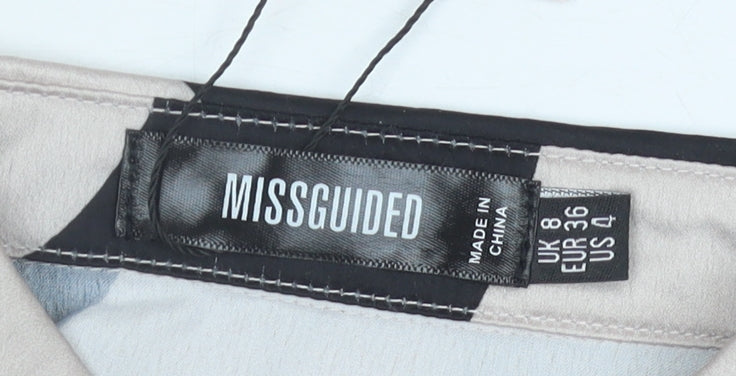 MISSGUIDED
MADE IN
CHINA
UK 8
EUR 36
US 4